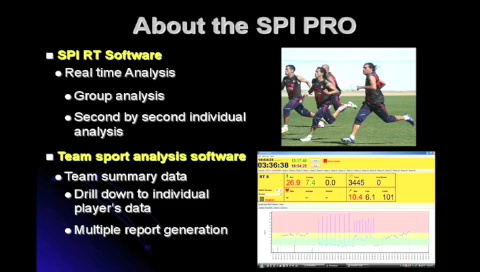 About the SPI PRO
SPI RT Software
Real time Analysis
Group analysis
Second by second individual
analysis
Team sport analysis software
Team summary data
Drill down to individual
player's data
Multiple report generation
03:36:38
RT 8
26.9 7.4 0.0 3445 0
10.4 6.1 101